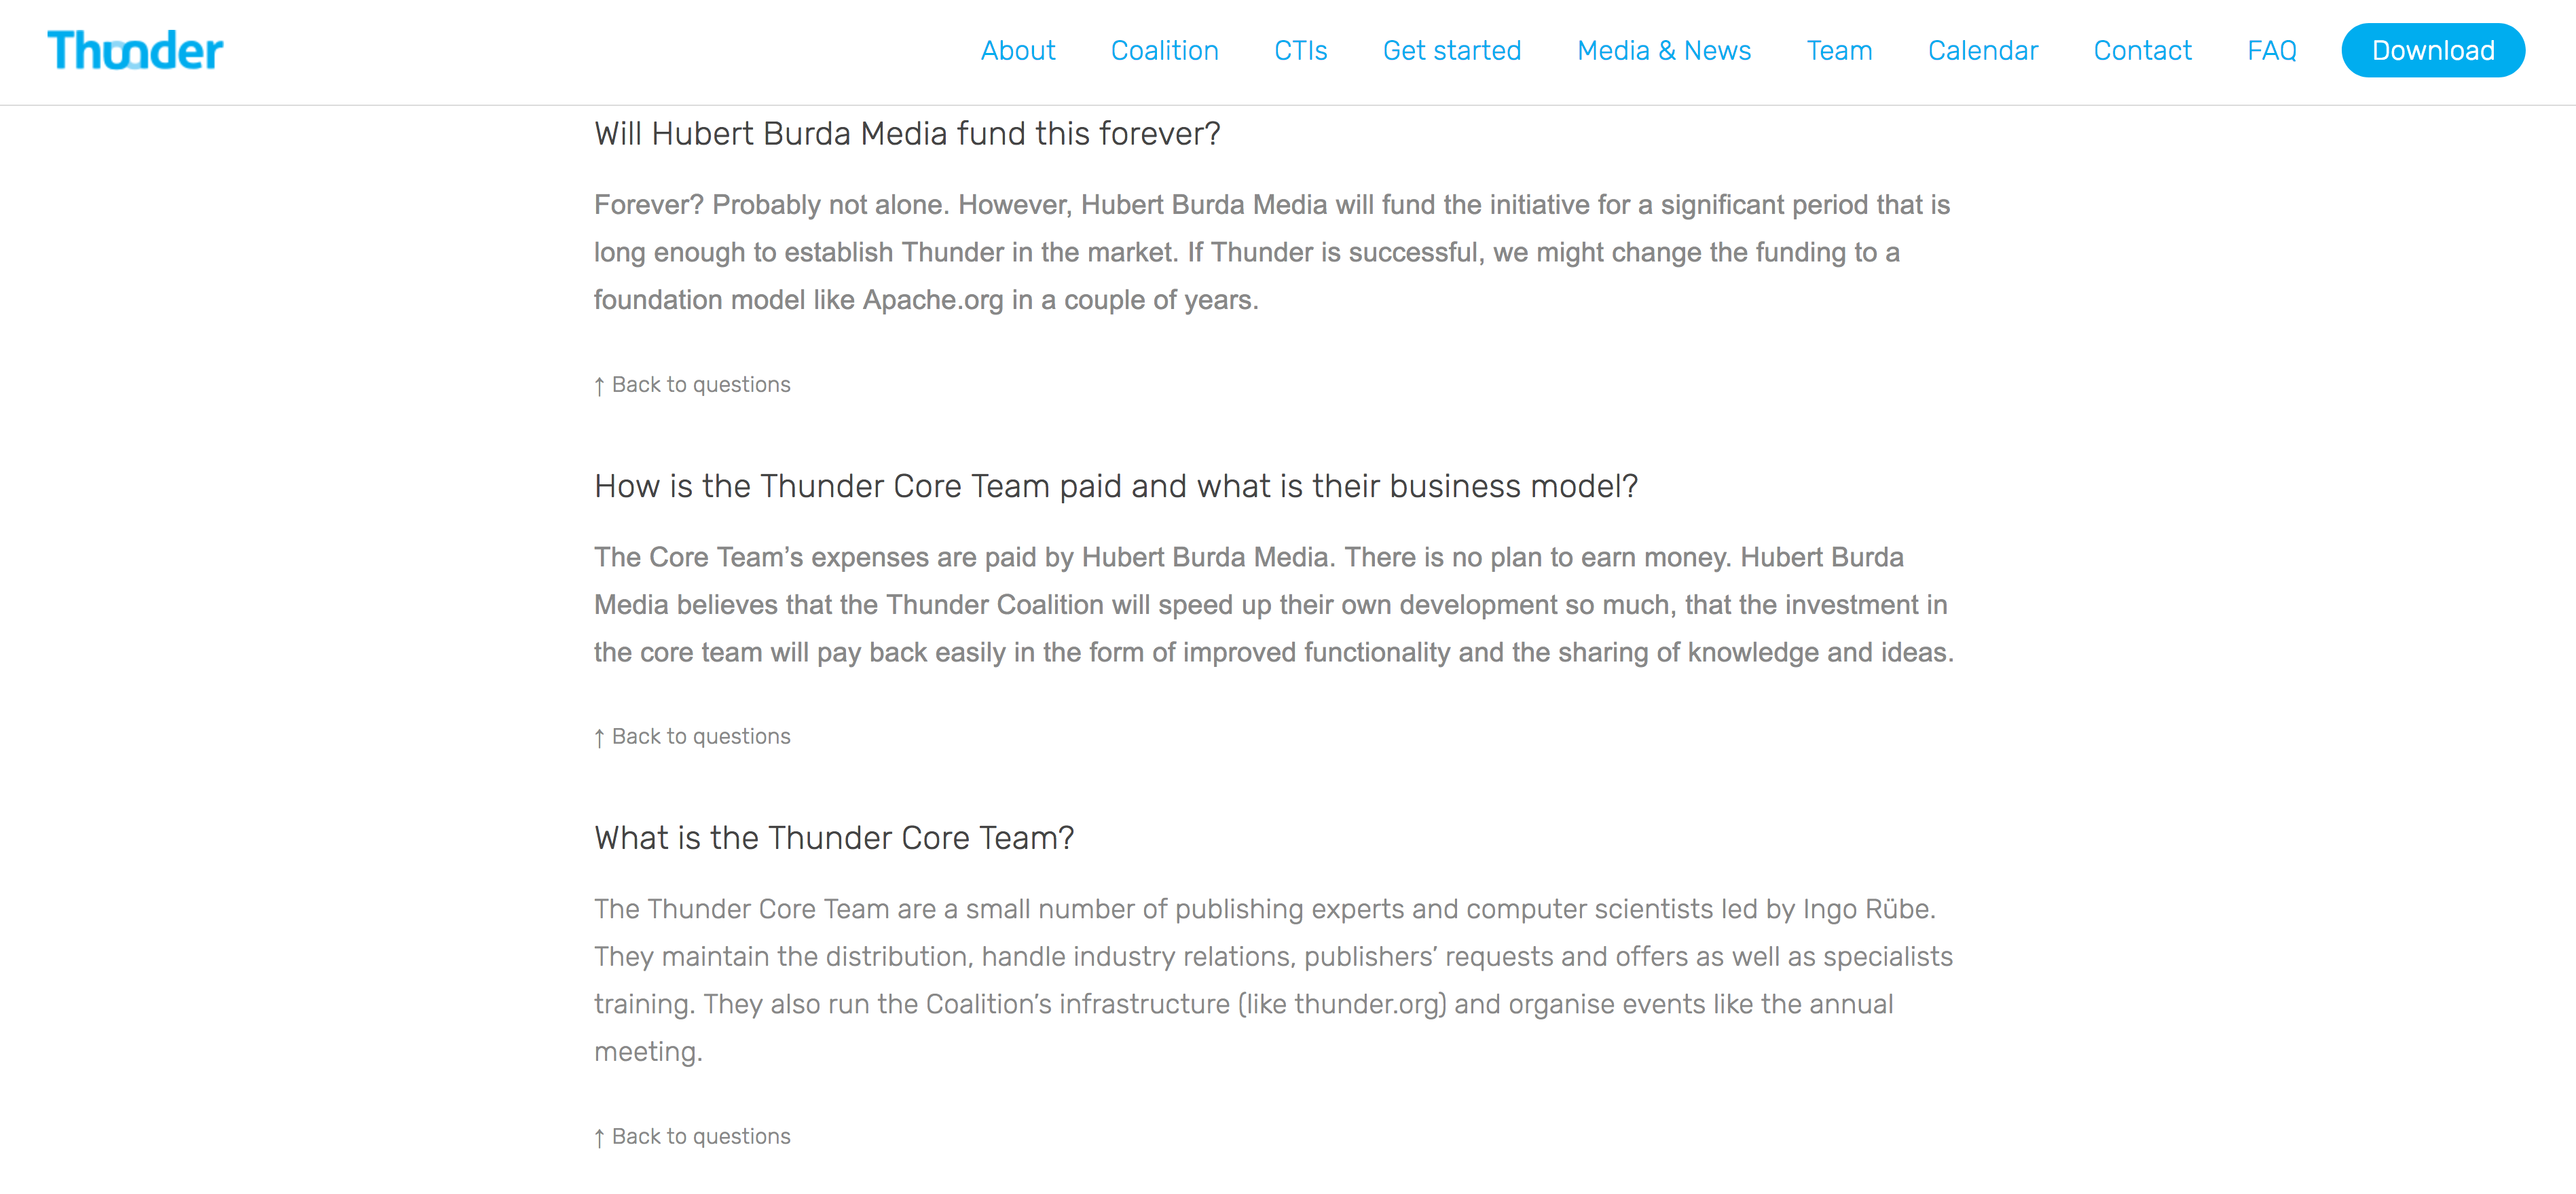 Thunder
About Coalition CTIs Get started Media & News Team Calendar Contact FAQ Download
Will Hubert Burda Media fund this forever?
Forever? Probably not alone. However, Hubert Burda Media will fund the initiative for a significant period that is
long enough to establish Thunder in the market. If Thunder is successful, we might change the funding to a
foundation model like Apache.org in a couple of years.
↑ Back to questions
How is the Thunder Core Team paid and what is their business model?
The Core Team’s expenses are paid by Hubert Burda Media. There is no plan to earn money. Hubert Burda
Media believes that the Thunder Coalition will speed up their own development so much, that the investment in
the core team will pay back easily in the form of improved functionality and the sharing of knowledge and ideas.
↑ Back to questions
What is the Thunder Core Team?
The Thunder Core Team are a small number of publishing experts and computer scientists led by Ingo Rübe.
They maintain the distribution, handle industry relations, publishers’ requests and offers as well as specialists
training. They also run the Coalition’s infrastructure (like thunder.org) and organise events like the annual
meeting.
↑ Back to questions